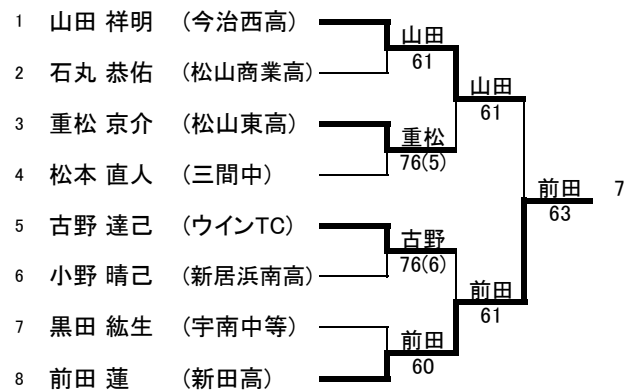 1 山田 祥明 (今治西高)
山田
61
2 石丸 恭佑 (松山商業高)
山田
61
3 重松 京介 (松山東高)
重松
76(5)
4 松本 直人 (三間中)
前田 7
63
5 古野 達己 (ウインTC)
古野
76(6)
6 小野 晴己 (新居浜南高)
前田
61
7 黒田 紘生 (宇南中等)
前田
60
8 前田 蓮 (新田高)